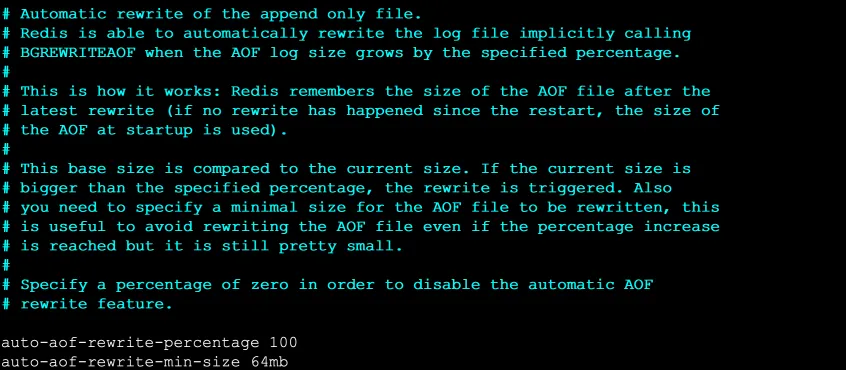 # Automatic rewrite of the append only file.
# Redis is able to automatically rewrite the log file implicitly calling
# BGREWRITEAOF when the AOF log size grows by the specified percentage.
#
# This is how it works: Redis remembers the size of the AOF file after the
# latest rewrite (if no rewrite has happened since the restart, the size of
# the AOF at startup is used).
#
# This base size is compared to the current size. If the current size is
# bigger than the specified percentage, the rewrite is triggered. Also
# you need to specify a minimal size for the AOF file to be rewritten, this
# is useful to avoid rewriting the AOF file even if the percentage increase
# is reached but it is still pretty small.
#
# Specify a percentage of zero in order to disable the automatic AOF
# rewrite feature.
auto-aof-rewrite-percentage 100
auto-aof-rewrite-min-size 64mb